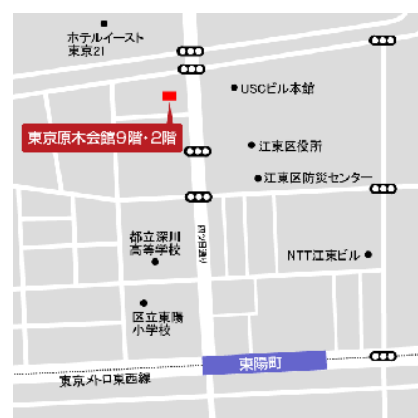 ホテルイースト
東京21
USCビル本館
東京原木会館9階・2階
江東区役所
江東区防災センター
四ツ目通り
都立深川
高等学校
NTT江東ビル
区立東陽
小学校
東陽町
東京メトロ東西線